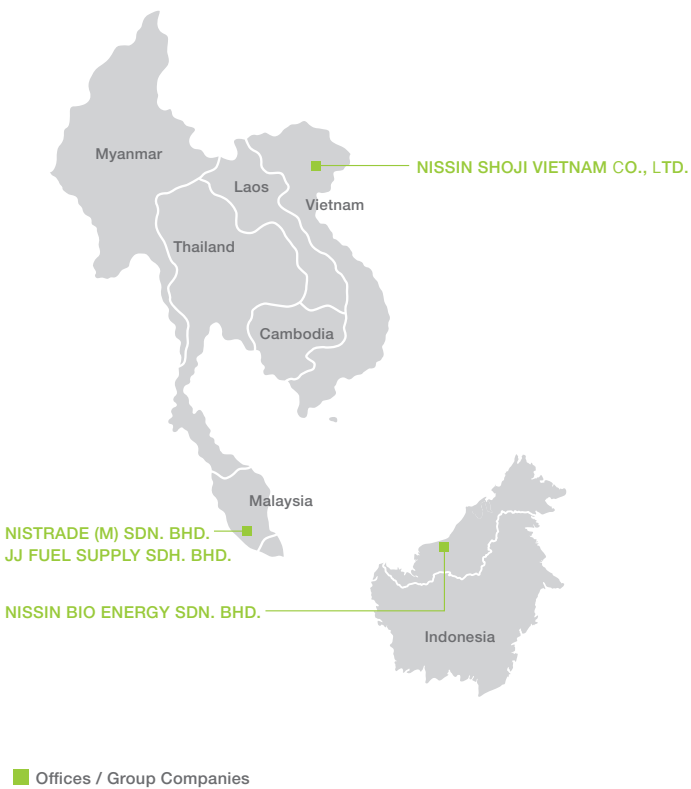 Myanmar
NISSIN SHOJI VIETNAM CO., LTD.
Laos
Vietnam
Thailand
Cambodia
Malaysia
NISTRADE (M) SDN. BHD.
JJ FUEL SUPPLY SDH. BHD.
NISSIN BIO ENERGY SDN. BHD.
Indonesia
Offices / Group Companies